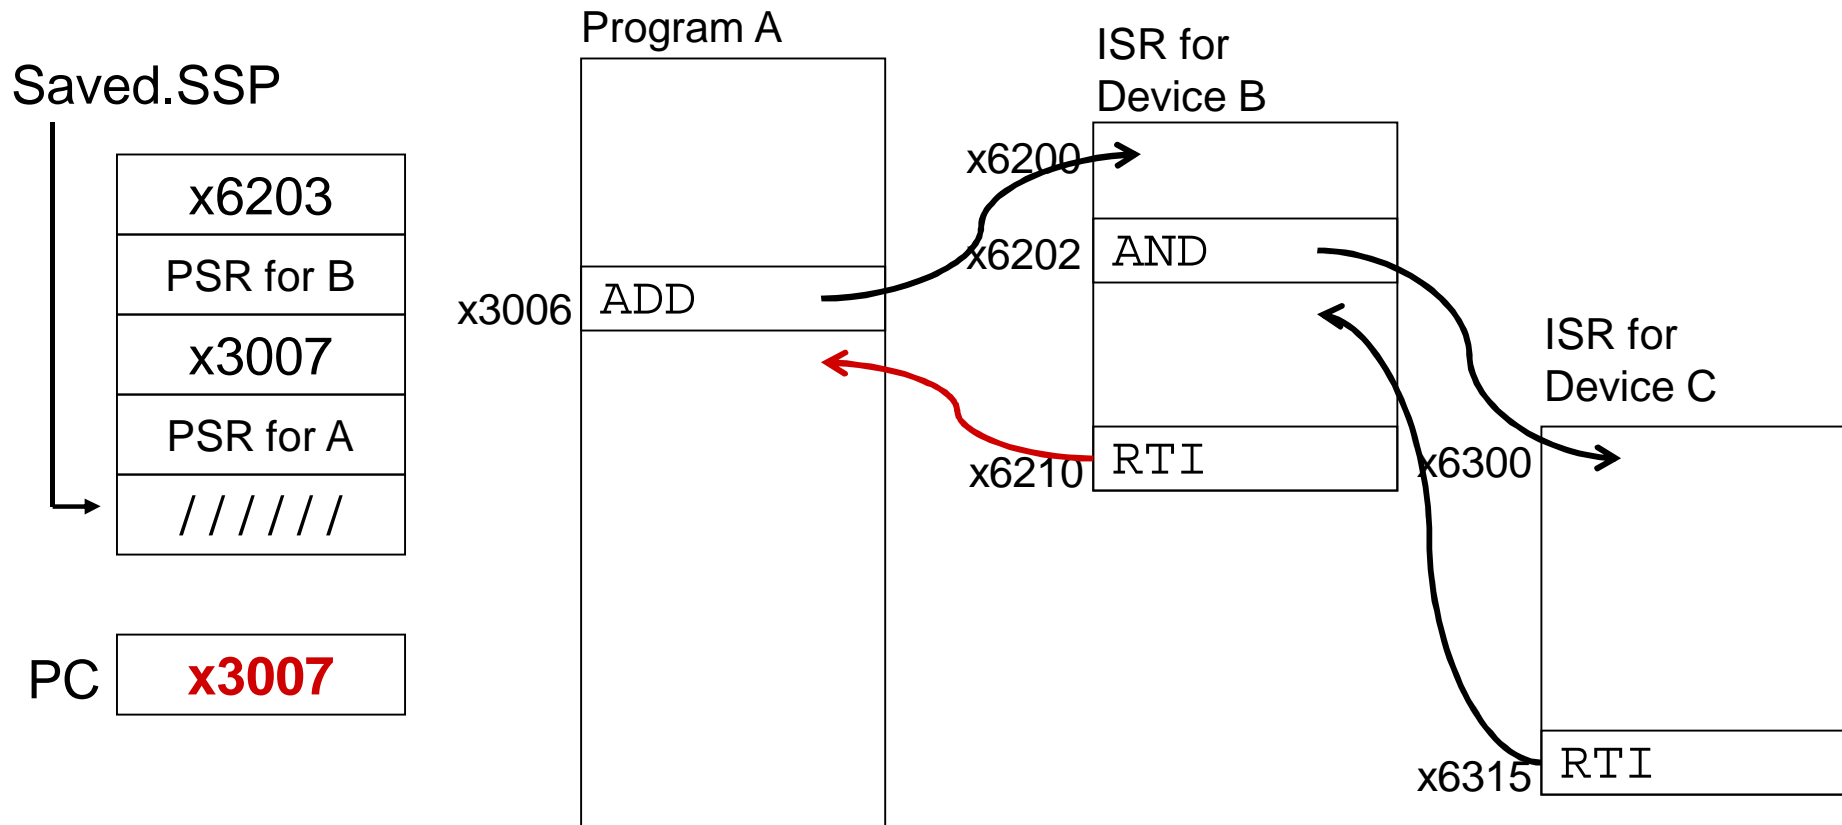 Saved.SSP
x6203
PSR for B
x3007
PSR for A
//////
PC
x3007
Program A
x3006
ADD
ISR for
Device B
x6200
x6202
AND
x6210
RTI
ISR for
Device C
x6300
x6315
RTI